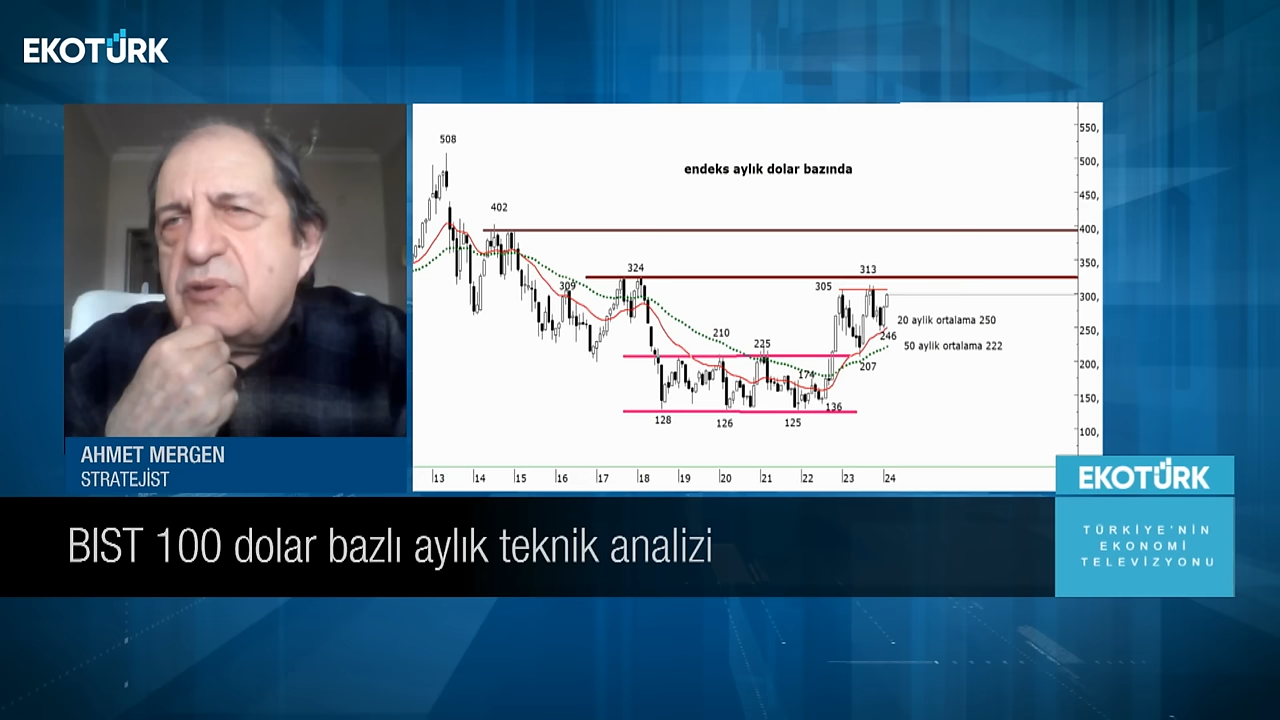 EKOTÜRK
508
endeks aylık dolar bazında
402
324
309
313
305
210
225
174
20 aylik ortalama 250
246
50 aylik ortalama 222
207
136
128
126
125
550,
500,
450,
400,
350,
300,
250,
200,
150,
100,
13 14 15 16 17 18 19 20 21 22 23 24
AHMET MERGEN
STRATEJİST
BIST 100 dolar bazlı aylık teknik analizi
EKOTÜRK
TÜRKİYE'NİN
EKONOMİ
TELEVİZYONU